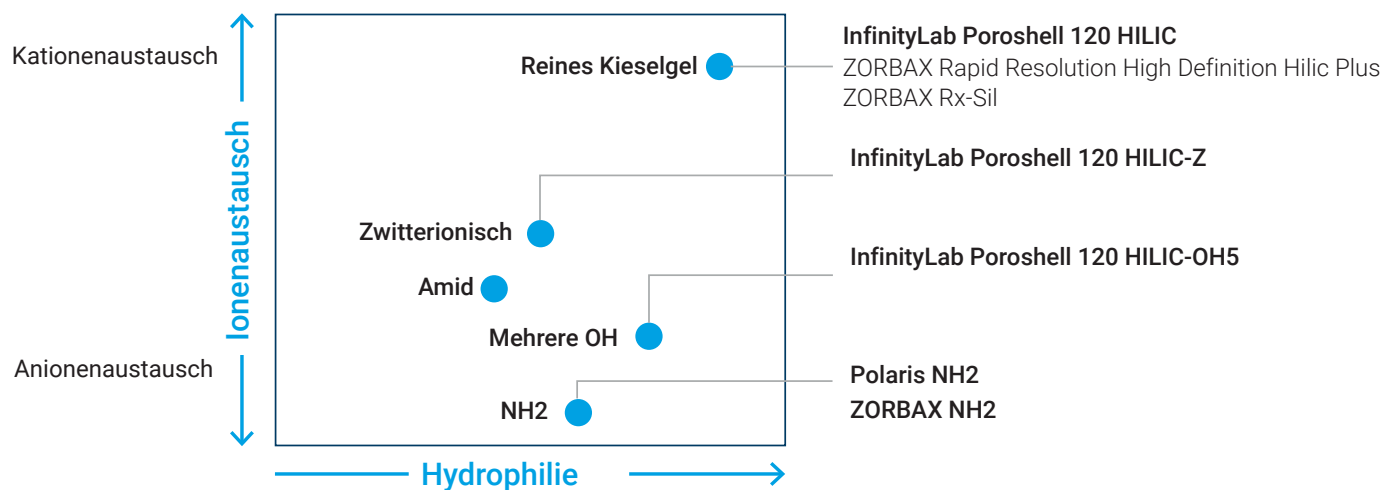 Kationenaustausch
Ionenaustausch
Anionenaustausch
Reines Kieselgel
InfinityLab Poroshell 120 HILIC
ZORBAX Rapid Resolution High Definition Hilic Plus
ZORBAX Rx-Sil
InfinityLab Poroshell 120 HILIC-Z
Zwitterionisch
InfinityLab Poroshell 120 HILIC-OH5
Amid
Mehrere OH
Polaris NH2
ZORBAX NH2
NH2
Hydrophilie